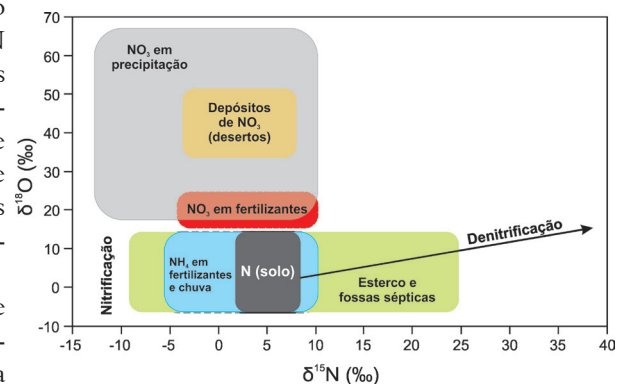 70
60
50
40
30
20
10
0
-10
δ¹⁸O (‰)
NO₃ em
precipitação
Depósitos
de NO₃
(desertos)
NO₃ em fertilizantes
Nitrificação
NH₄ em
fertilizantes
e chuva
N (solo)
Denitrificação
Esterco e
fossas sépticas
-15 -10 -5 0 5 10 15 20 25 30 35 40
δ¹⁵N (‰)
o
N
s
-
e
e
s
-
e
-
a